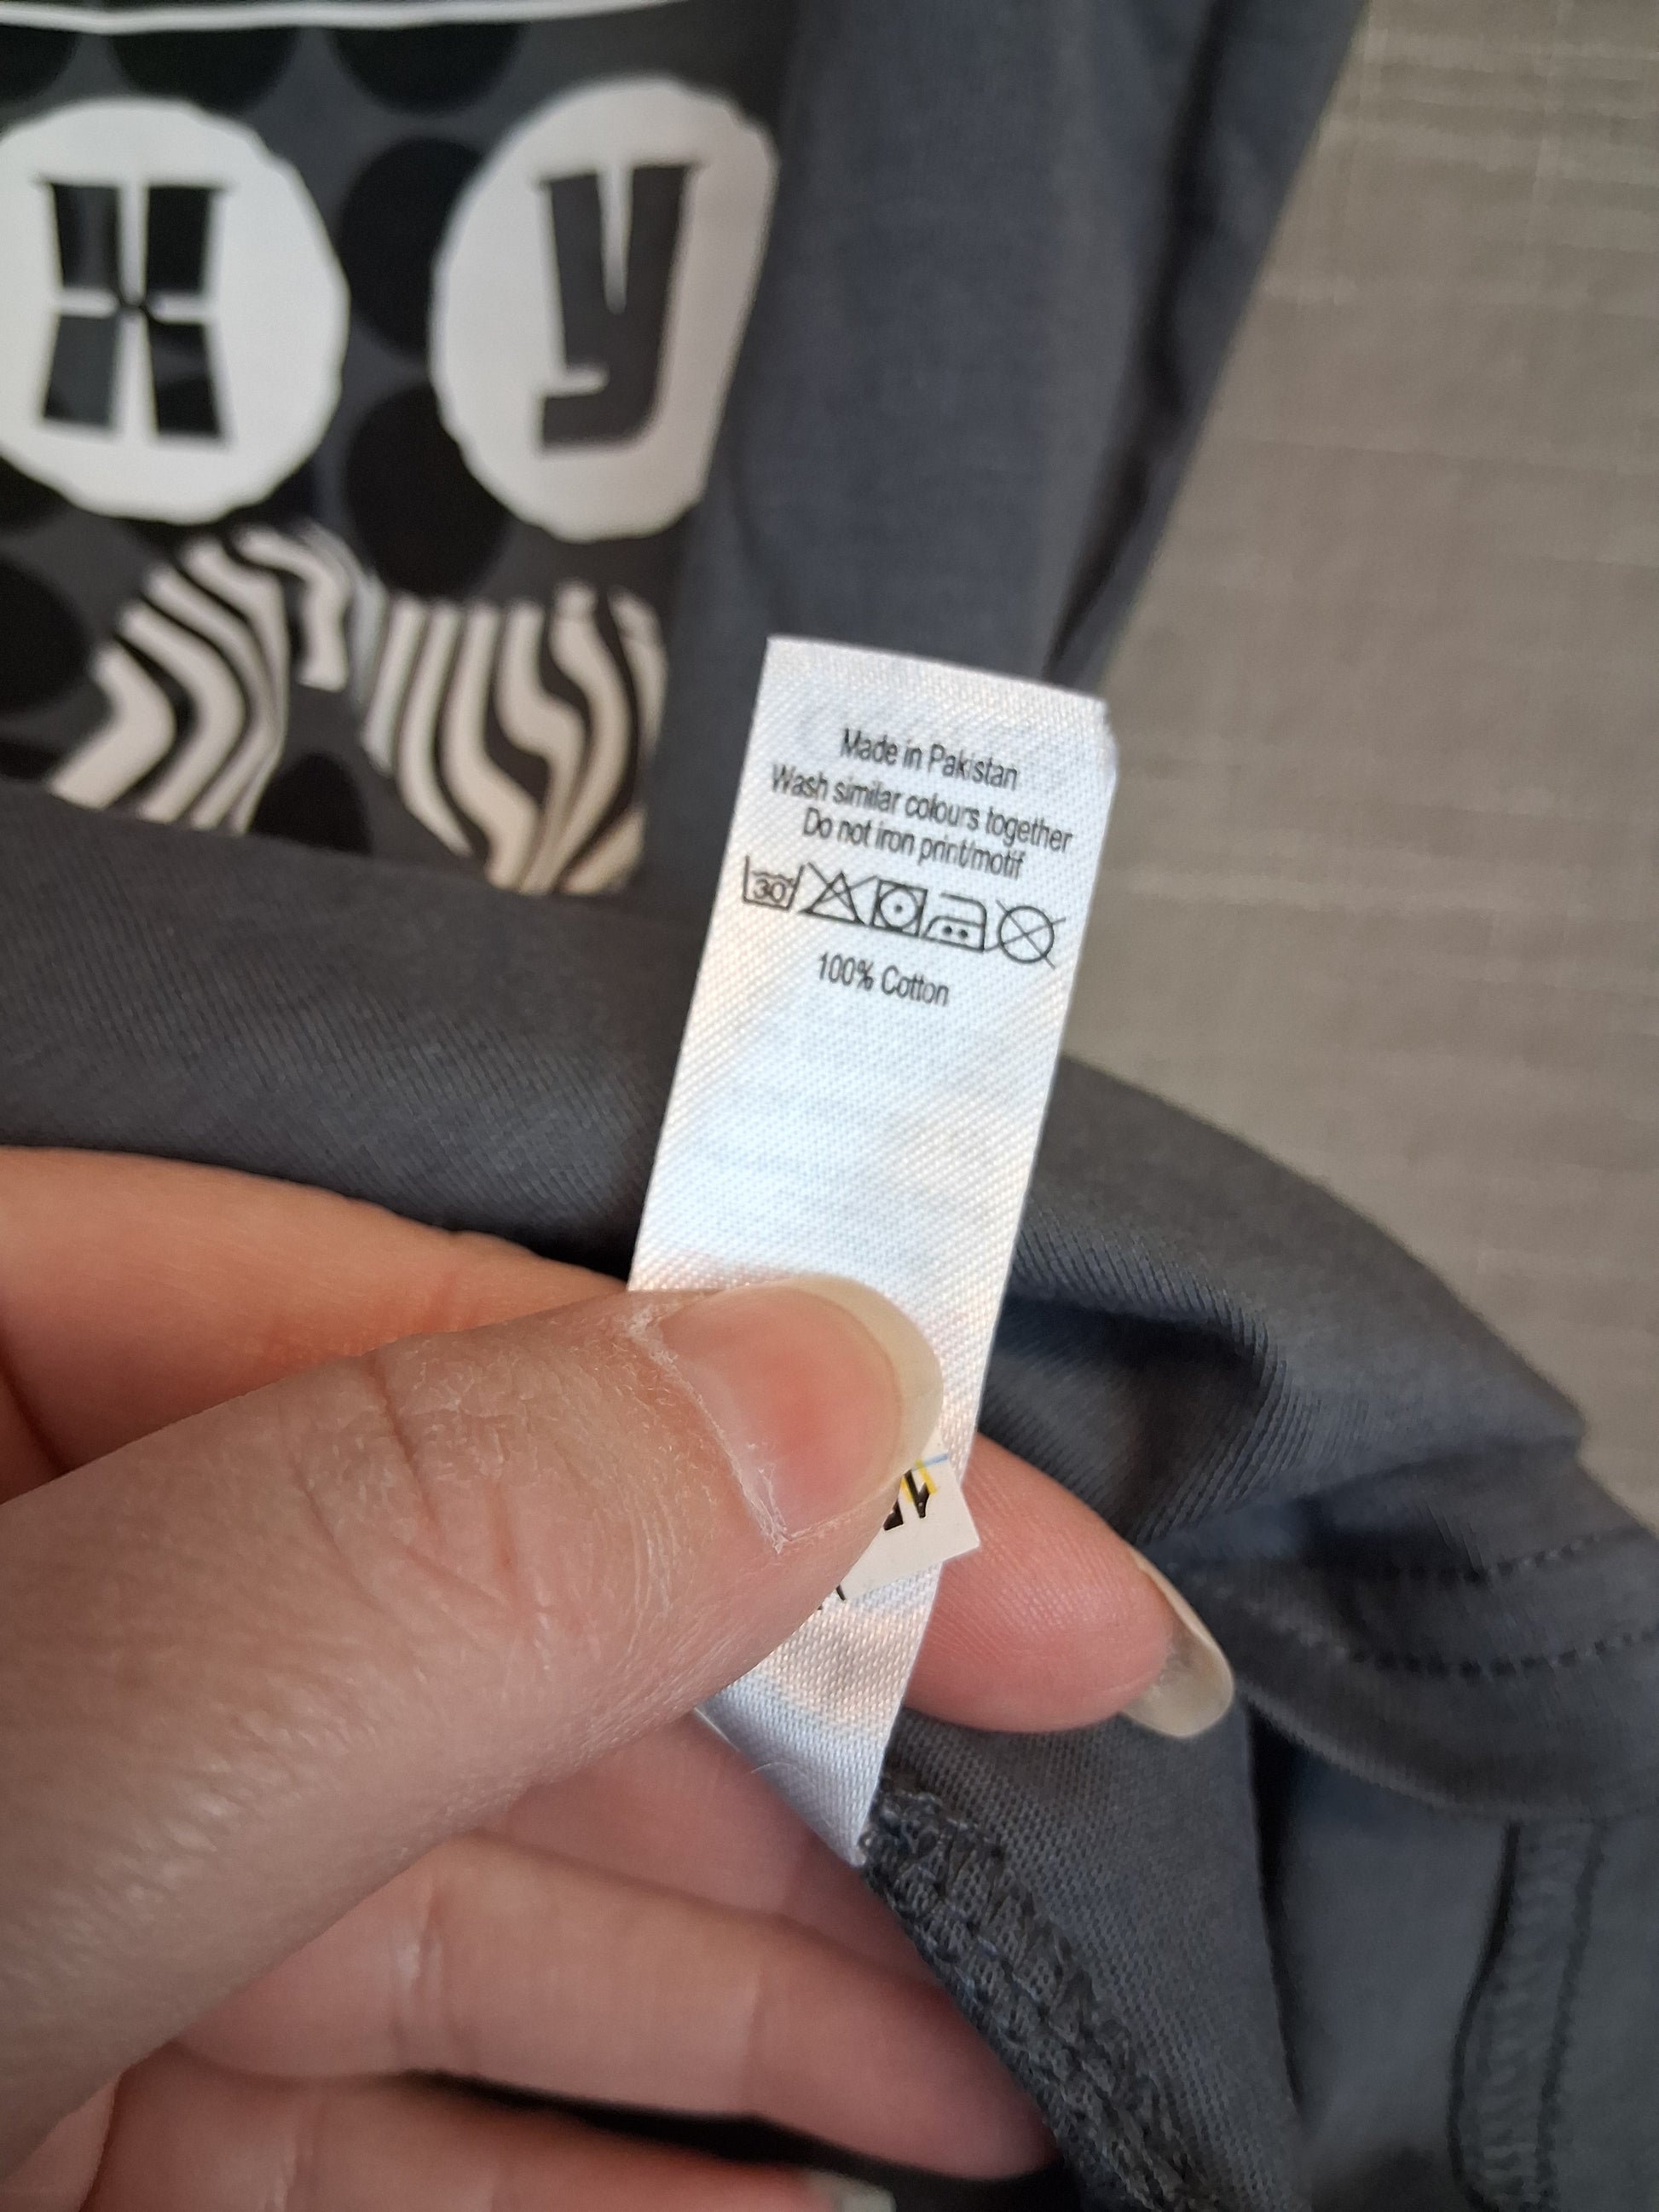 x y
Made in Pakistan
Wash similar colours together
Do not iron print/motif
30
100% Cotton